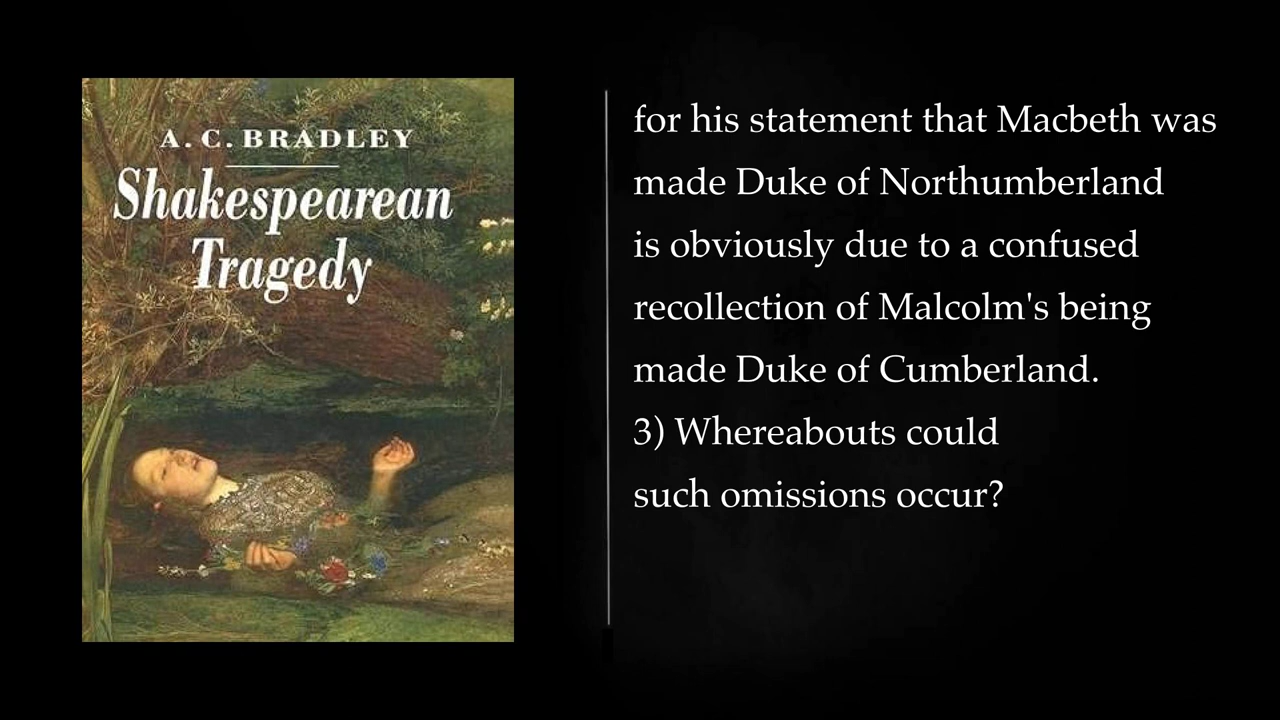 A. C. BRADLEY
Shakespearean
Tragedy
for his statement that Macbeth was
made Duke of Northumberland
is obviously due to a confused
recollection of Malcolm's being
made Duke of Cumberland.
3) Whereabouts could
such omissions occur?